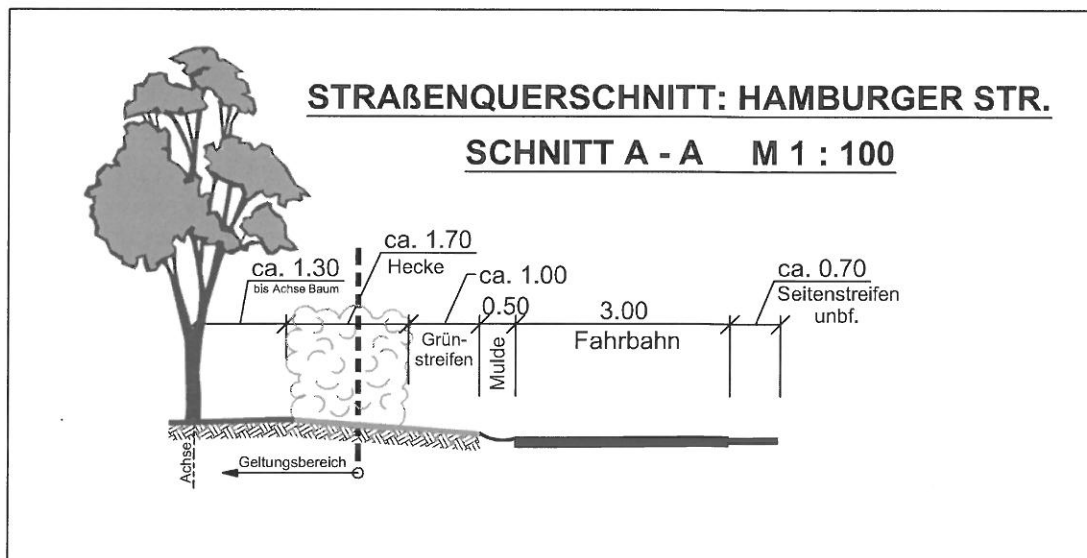 STRAßENQUERSCHNITT: HAMBURGER STR.
SCHNITT A - A M 1 : 100
ca. 1.30
bis Achse Baum
ca. 1.70
Hecke
ca. 1.00
Grün-
streifen
0.50
Mulde
3.00
Fahrbahn
ca. 0.70
Seitenstreifen
unbf.
Achse
Geltungsbereich